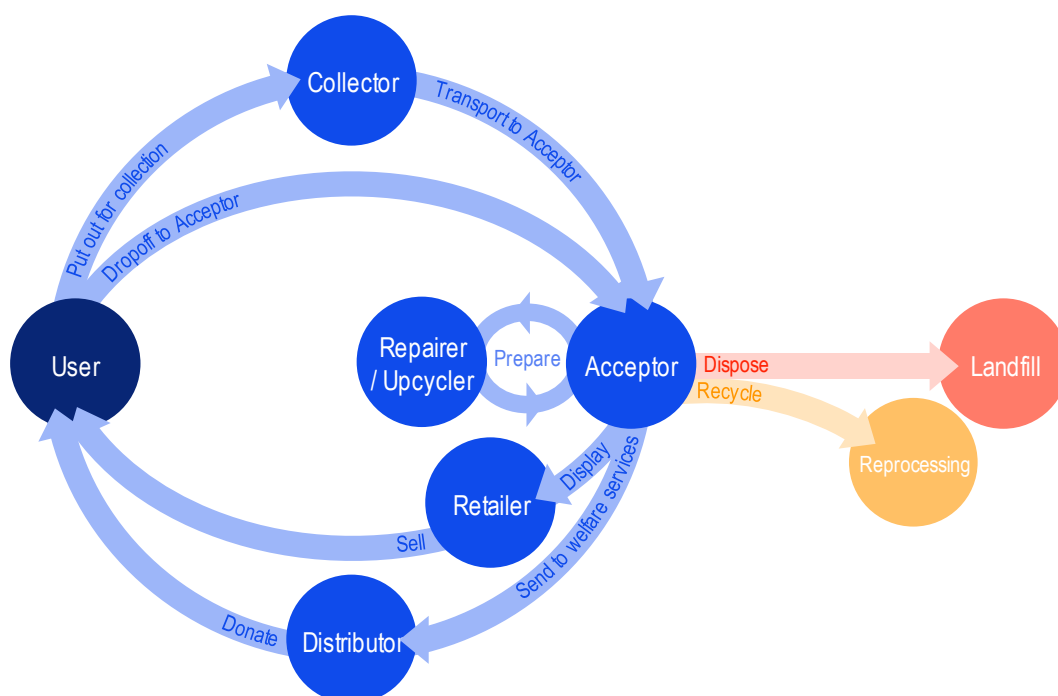 Collector
Transport to Acceptor
Put out for collection
Dropoff to Acceptor
User
Repairer
/ Upcycler
Prepare
Acceptor
Dispose
Recycle
Landfill
Reprocessing
Display
Retailer
Sell
Send to welfare services
Donate
Distributor